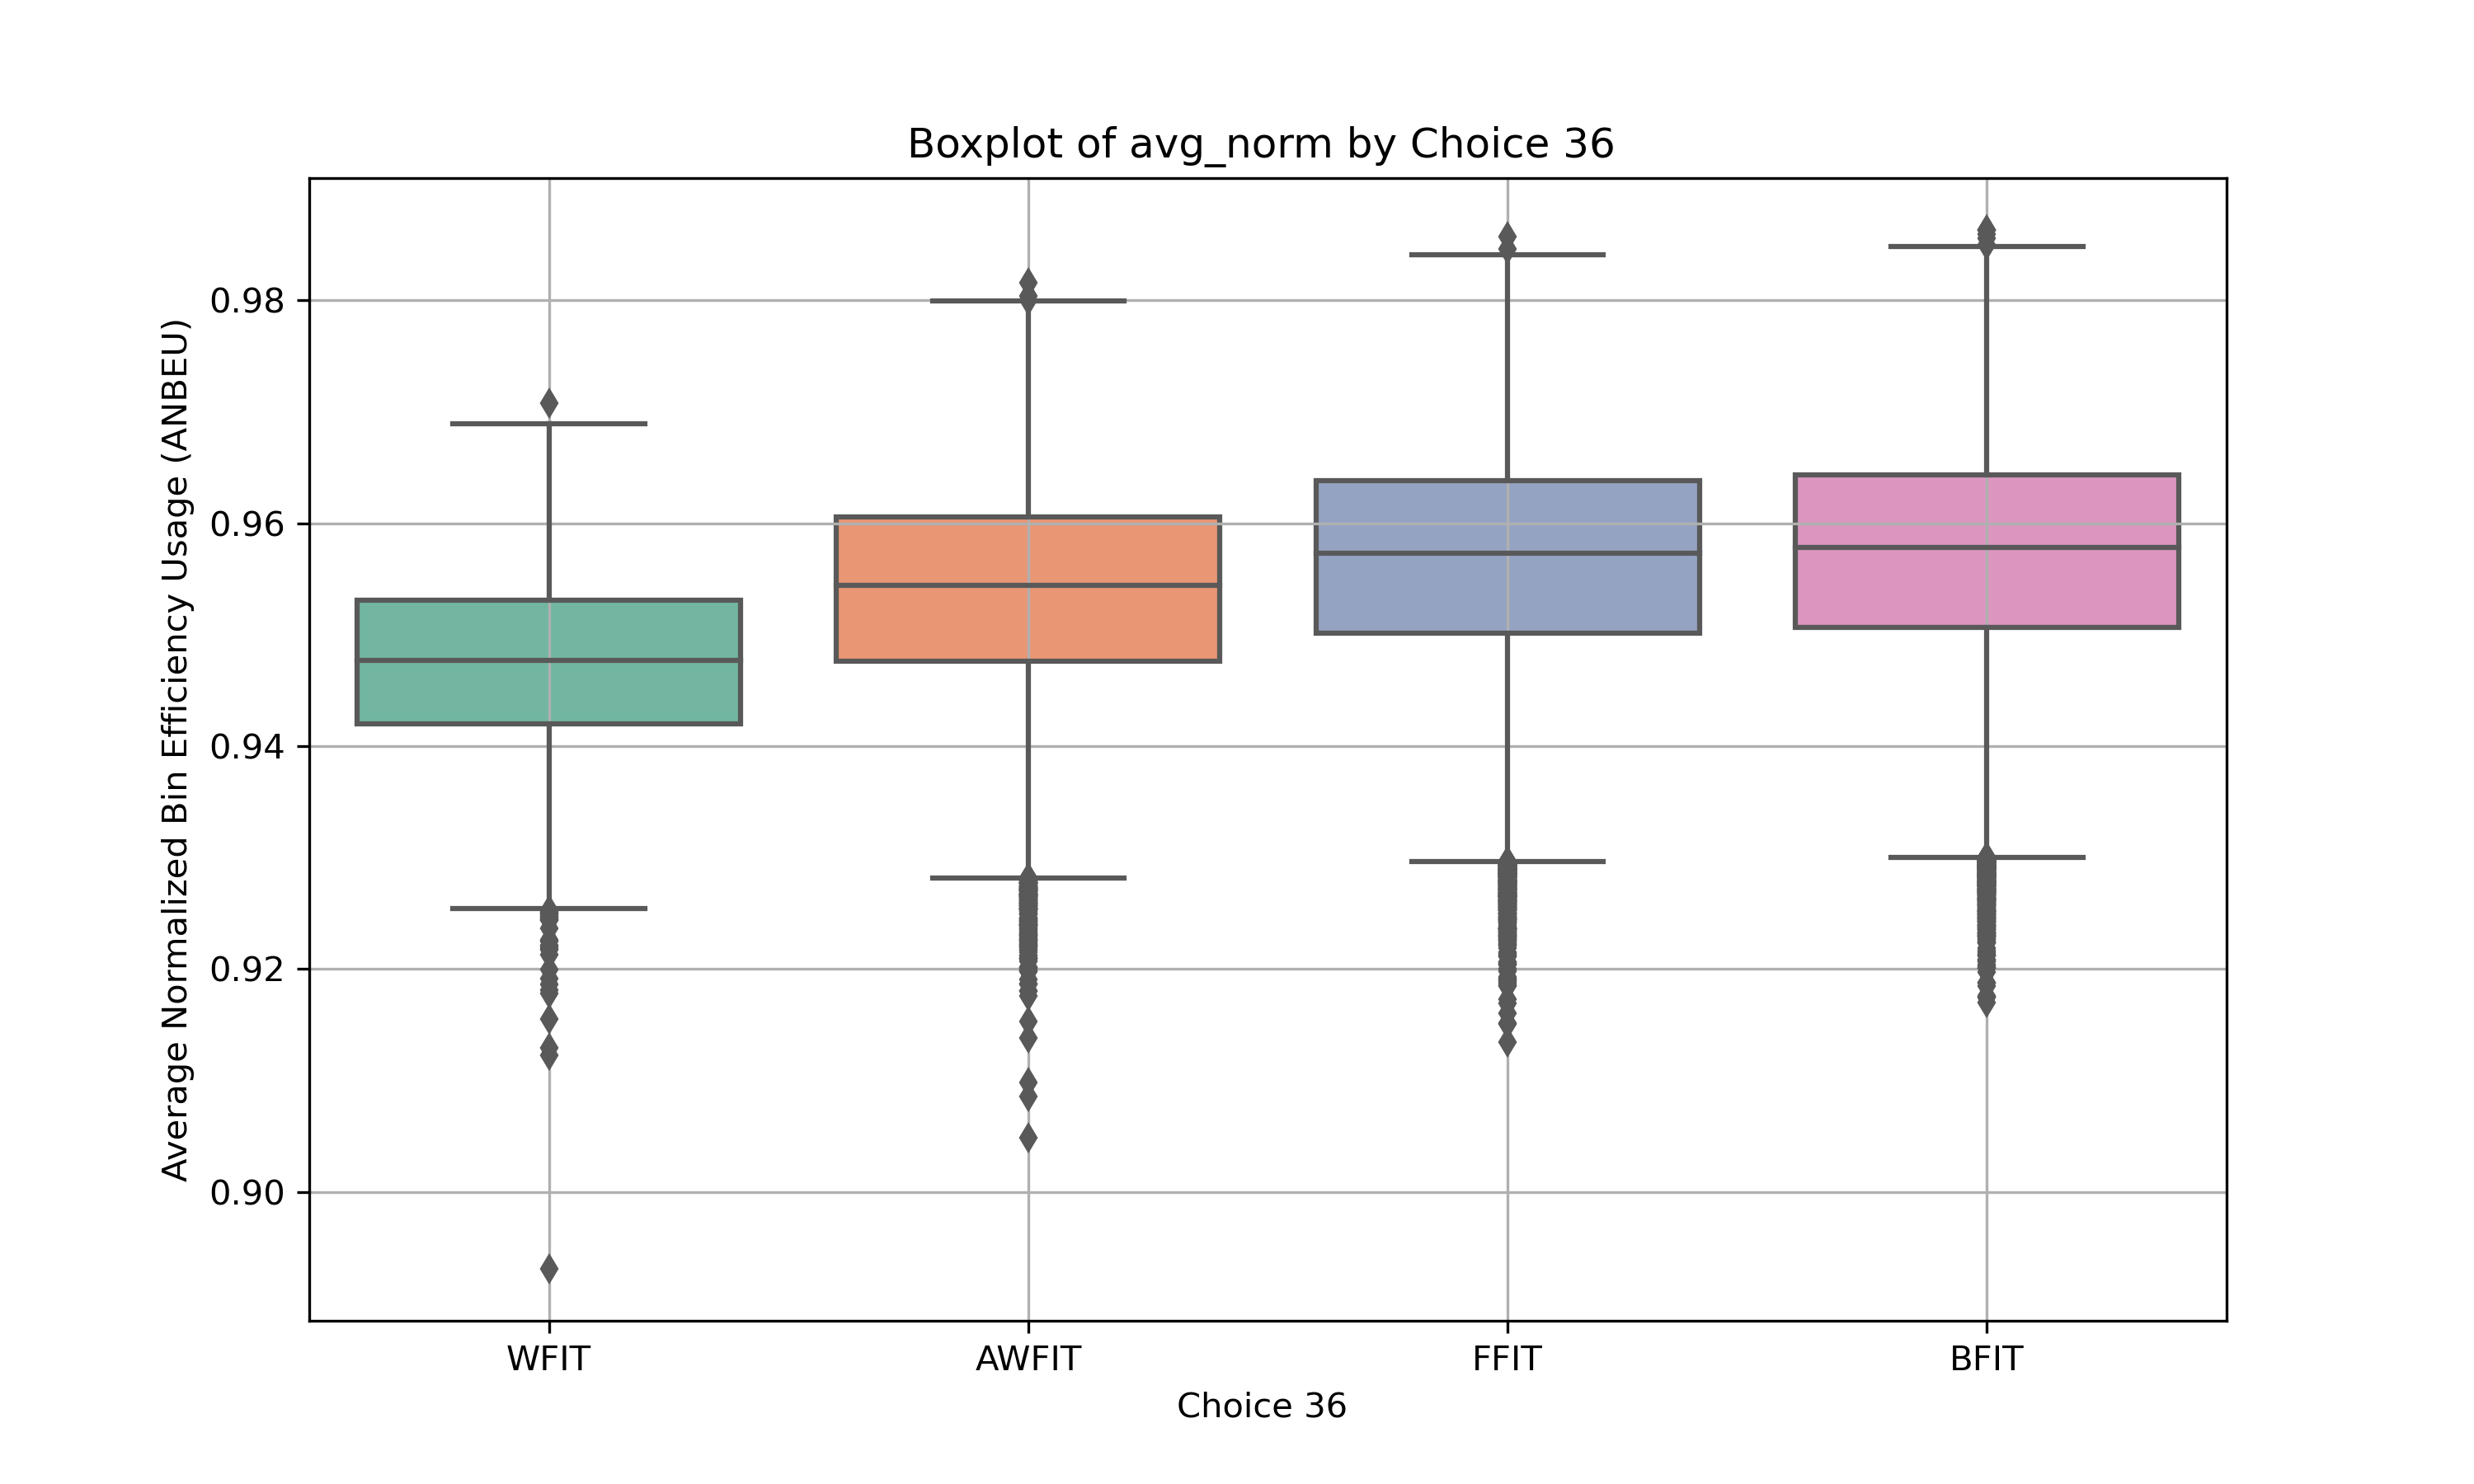 Boxplot of avg_norm by Choice 36
Average Normalized Bin Efficiency Usage (ANBEU)
0.98
0.96
0.94
0.92
0.90
WFIT AWFIT FFIT BFIT
Choice 36